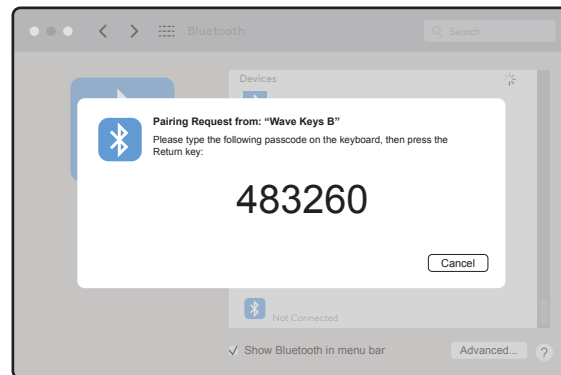 Bluetooth
Search
Devices
Pairing Request from: “Wave Keys B”
Please type the following passcode on the keyboard, then press the
Return key:
483260
Cancel
Not Connected
Show Bluetooth in menu bar
Advanced...
?